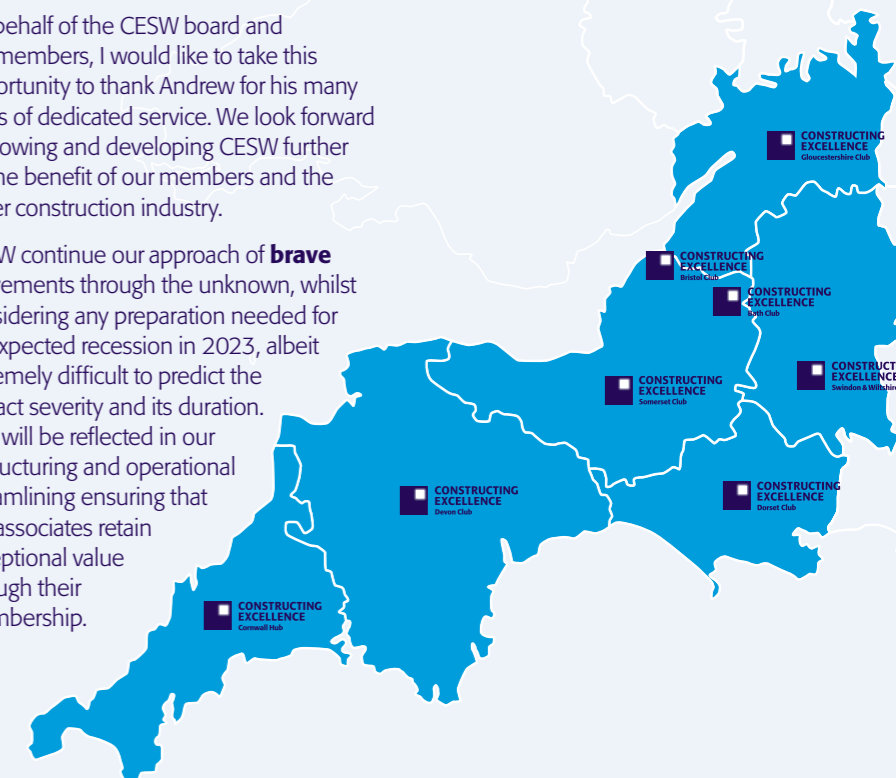 behalf of the CESW board and
members, I would like to take this
ortunity to thank Andrew for his many
s of dedicated service. We look forward
owing and developing CESW further
he benefit of our members and the
er construction industry.
W continue our approach of brave
ements through the unknown, whilst
sidering any preparation needed for
xpected recession in 2023, albeit
emely difficult to predict the
act severity and its duration.
will be reflected in our
ucturing and operational
amlining ensuring that
associates retain
eptional value
ugh their
mbership.
CONSTRUCTING
EXCELLENCE
Gloucestershire Club
CONSTRUCTING
EXCELLENCE
Bristol Club
CONSTRUCTING
EXCELLENCE
Bath Club
CONSTRUCT
EXCELLENCE
Swindon & Wiltshire
CONSTRUCTING
EXCELLENCE
Somerset Club
CONSTRUCTING
EXCELLENCE
Devon Club
CONSTRUCTING
EXCELLENCE
Dorset Club
CONSTRUCTING
EXCELLENCE
Cornwall Hub